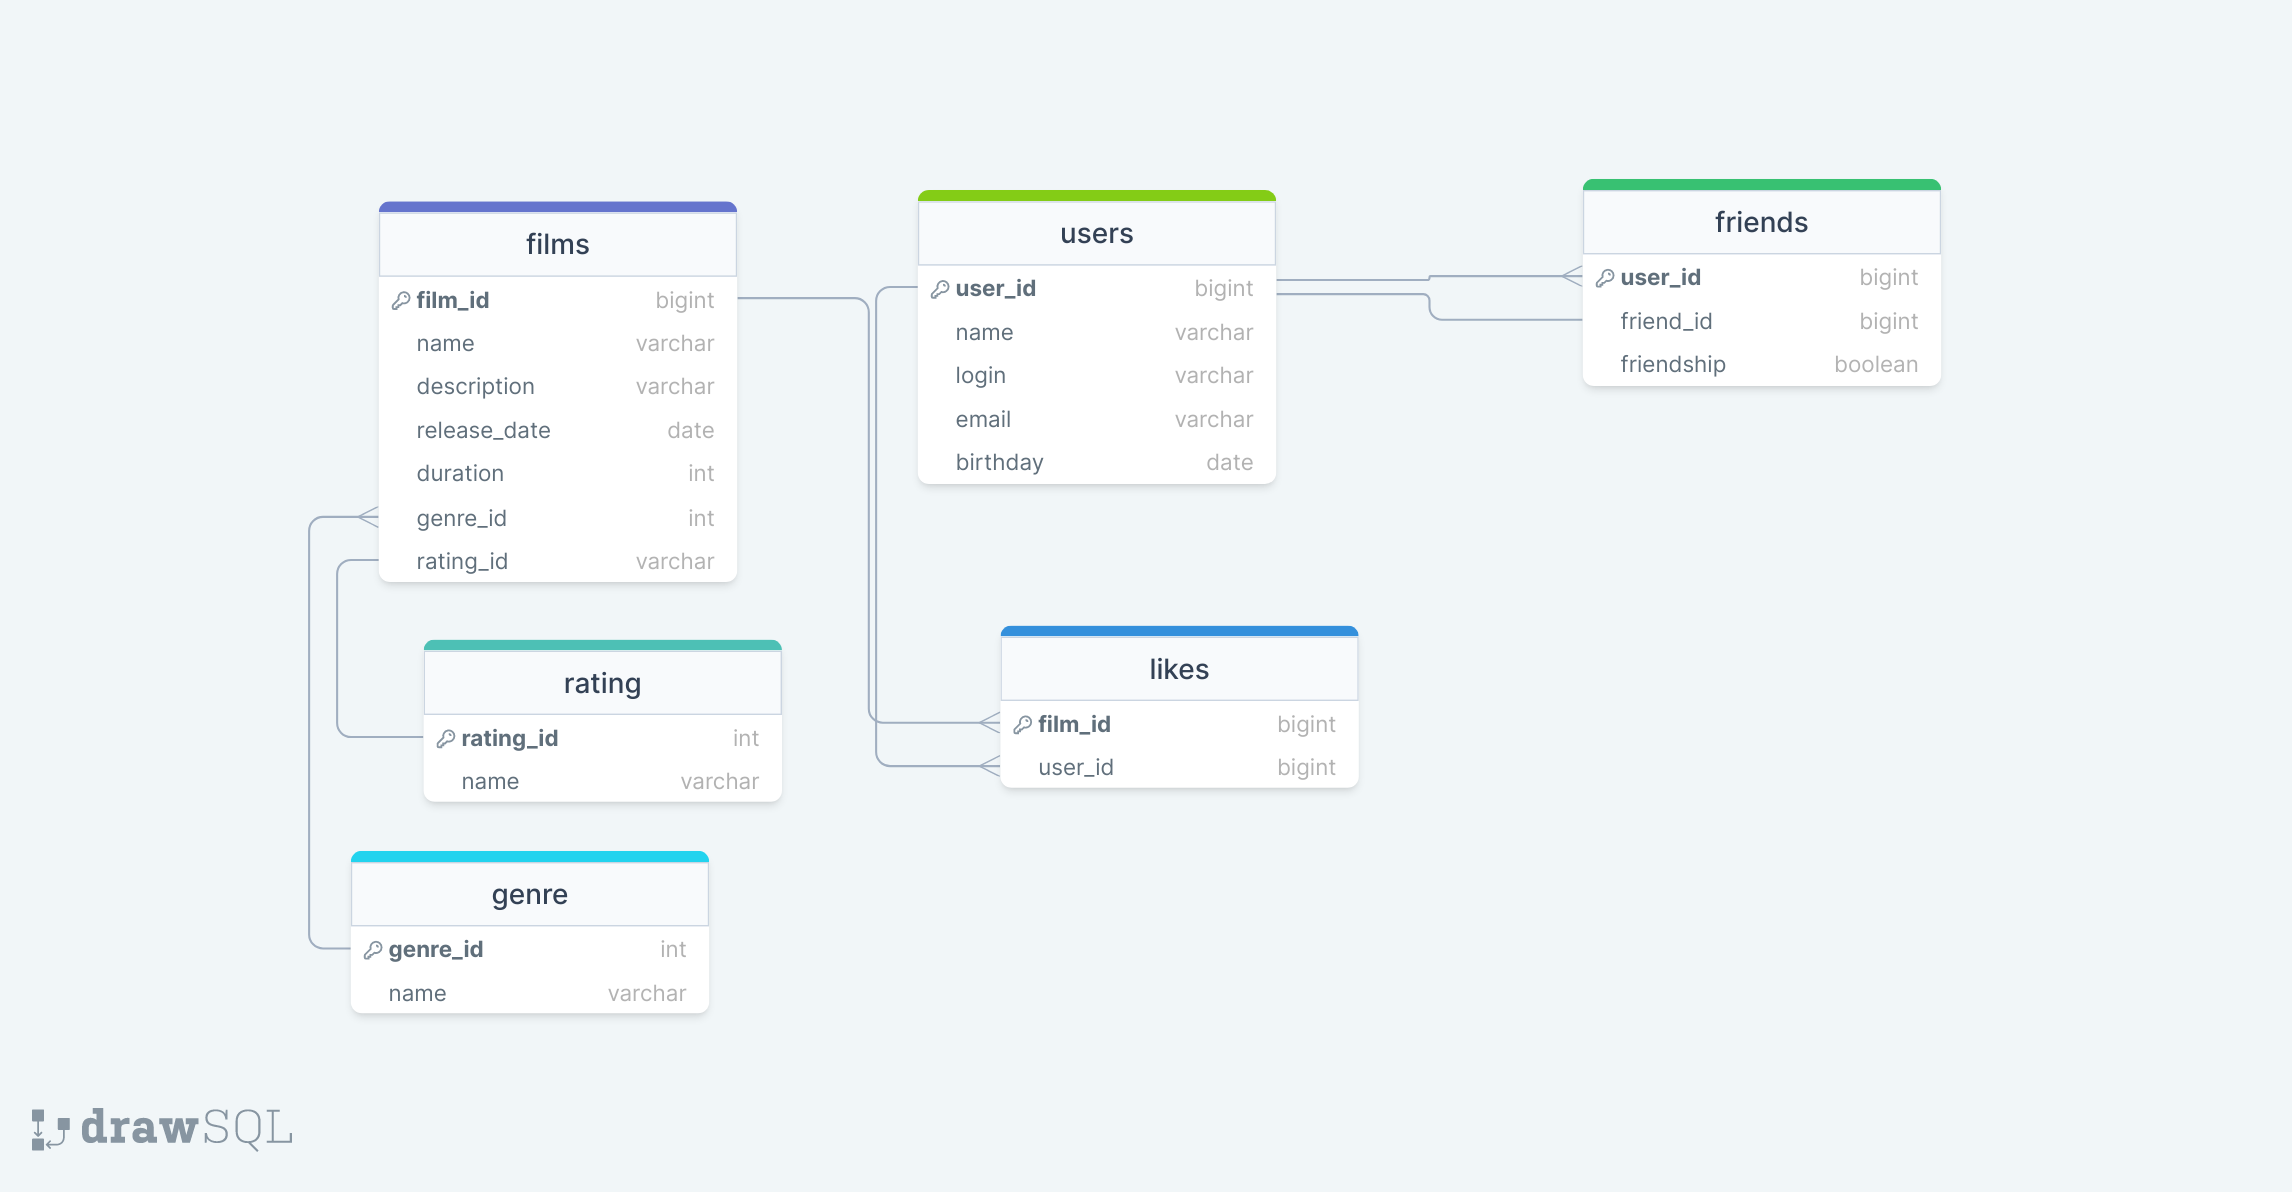 films
film_id bigint
name varchar
description varchar
release_date date
duration int
genre_id int
rating_id varchar
users
user_id bigint
name varchar
login varchar
email varchar
birthday date
friends
user_id bigint
friend_id bigint
friendship boolean
rating
rating_id int
name varchar
likes
film_id bigint
user_id bigint
genre
genre_id int
name varchar
drawSQL